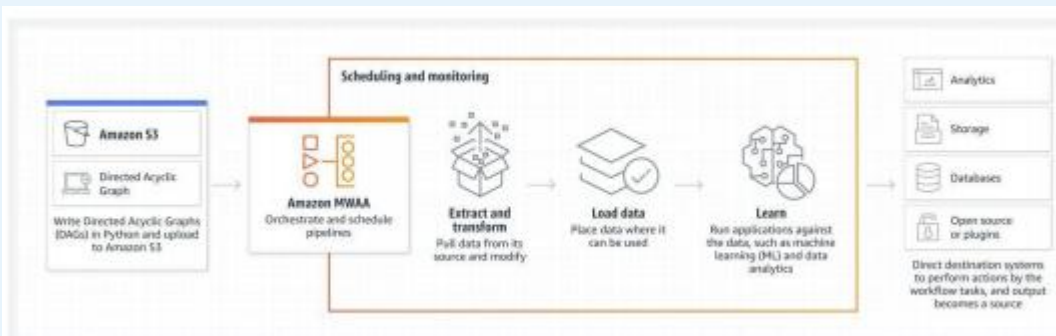 Scheduling and monitoring
Amazon S3
Directed Acyclic
Graph
Write Directed Acyclic Graphs
(DAGs) in Python and upload
to Amazon S3
Amazon MWAA
Orchestrate and schedule
pipelines
Extract and
transform
Pull data from its
source and modify
Load data
Place data where it
can be used
Learn
Run applications against
the data, such as machine
learning (ML) and data
analytics
Analytics
Storage
Databases
Open source
or plugins
Direct destination systems
to perform actions by the
workflow tasks, and output
becomes a source